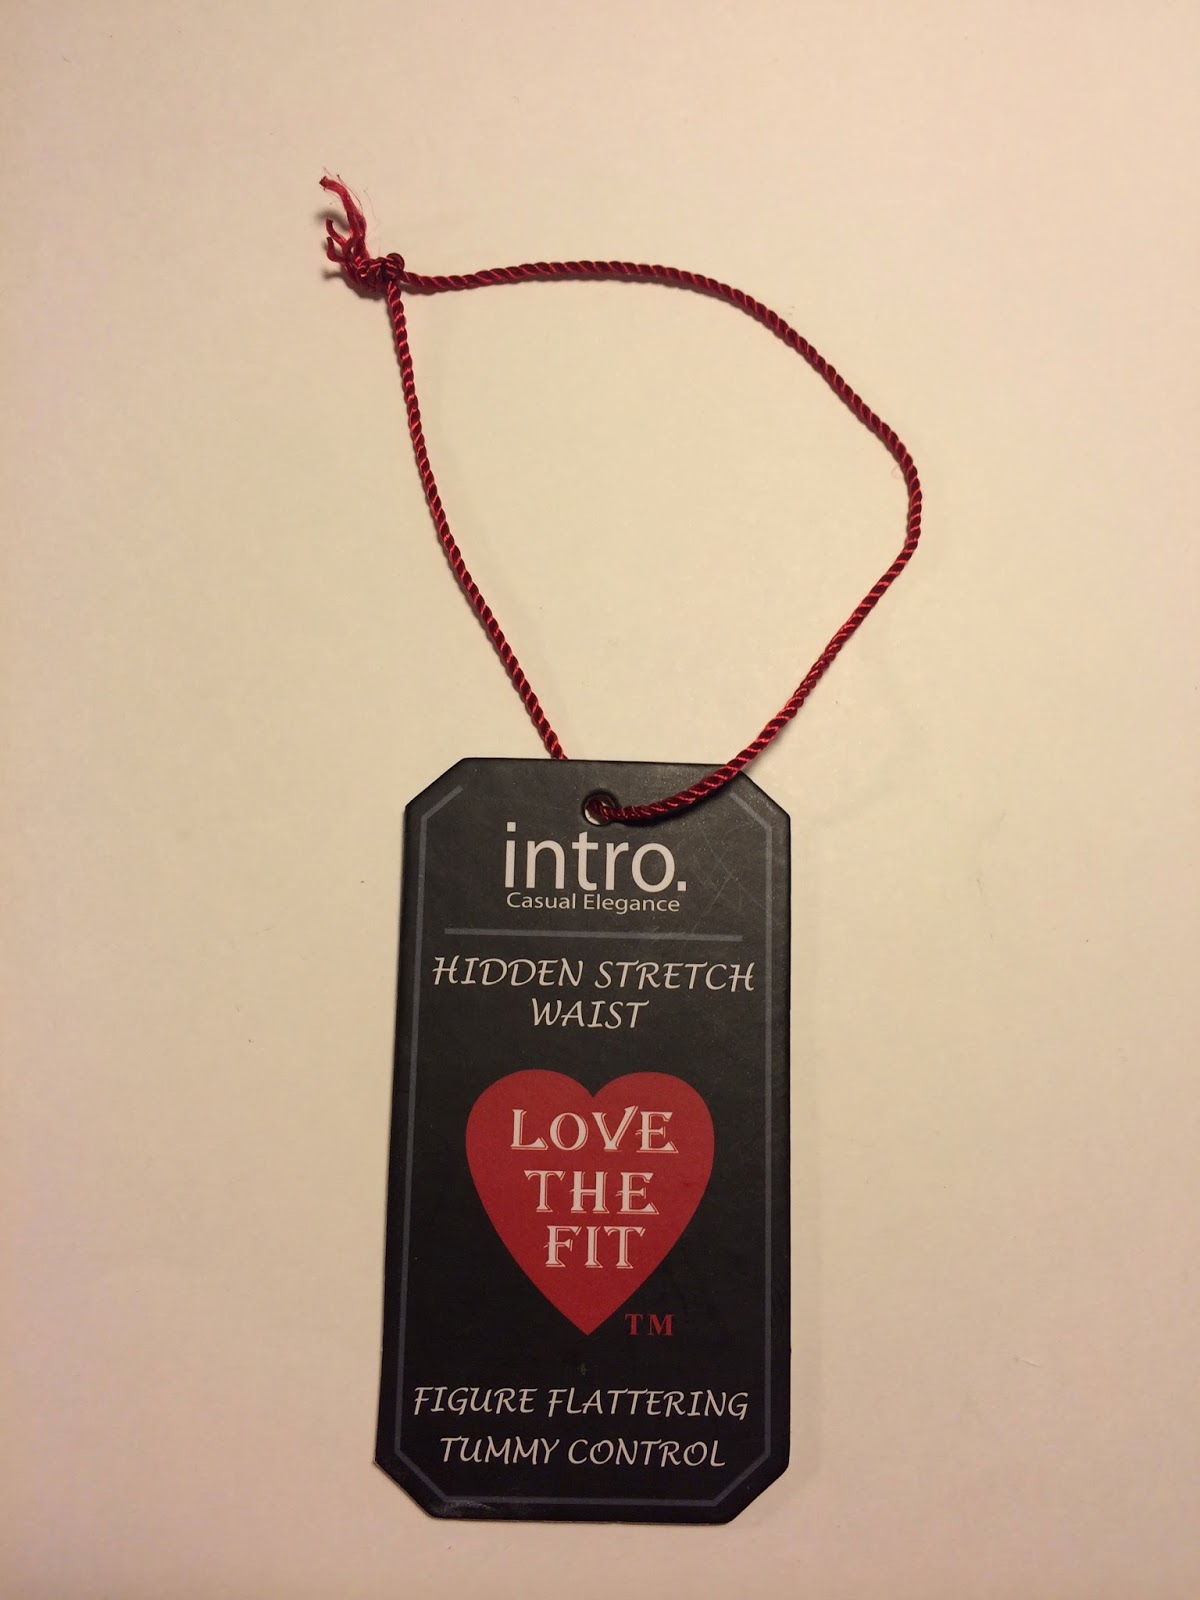 intro.
Casual Elegance
HIDDEN STRETCH
WAIST
LOVE
THE
FIT
TM
FIGURE FLATTERING
TUMMY CONTROL